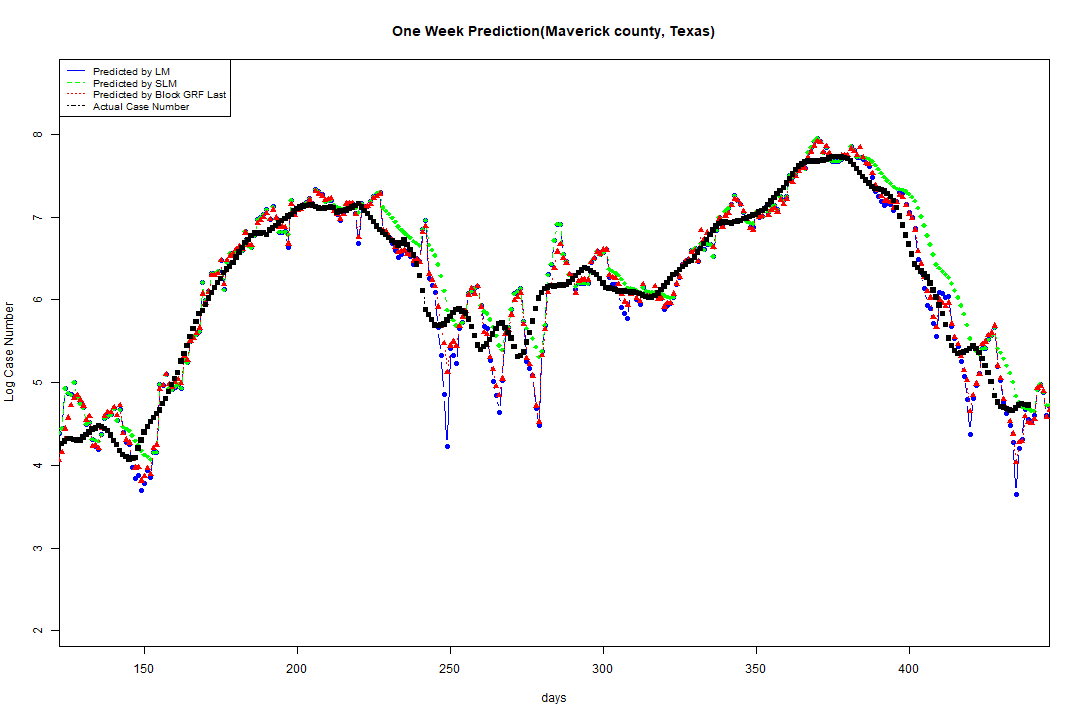 One Week Prediction(Maverick county, Texas)
Predicted by LM
Predicted by SLM
Predicted by Block GRF Last
Actual Case Number
Log Case Number
8
7
6
5
4
3
2
150 200 250 300 350 400
days